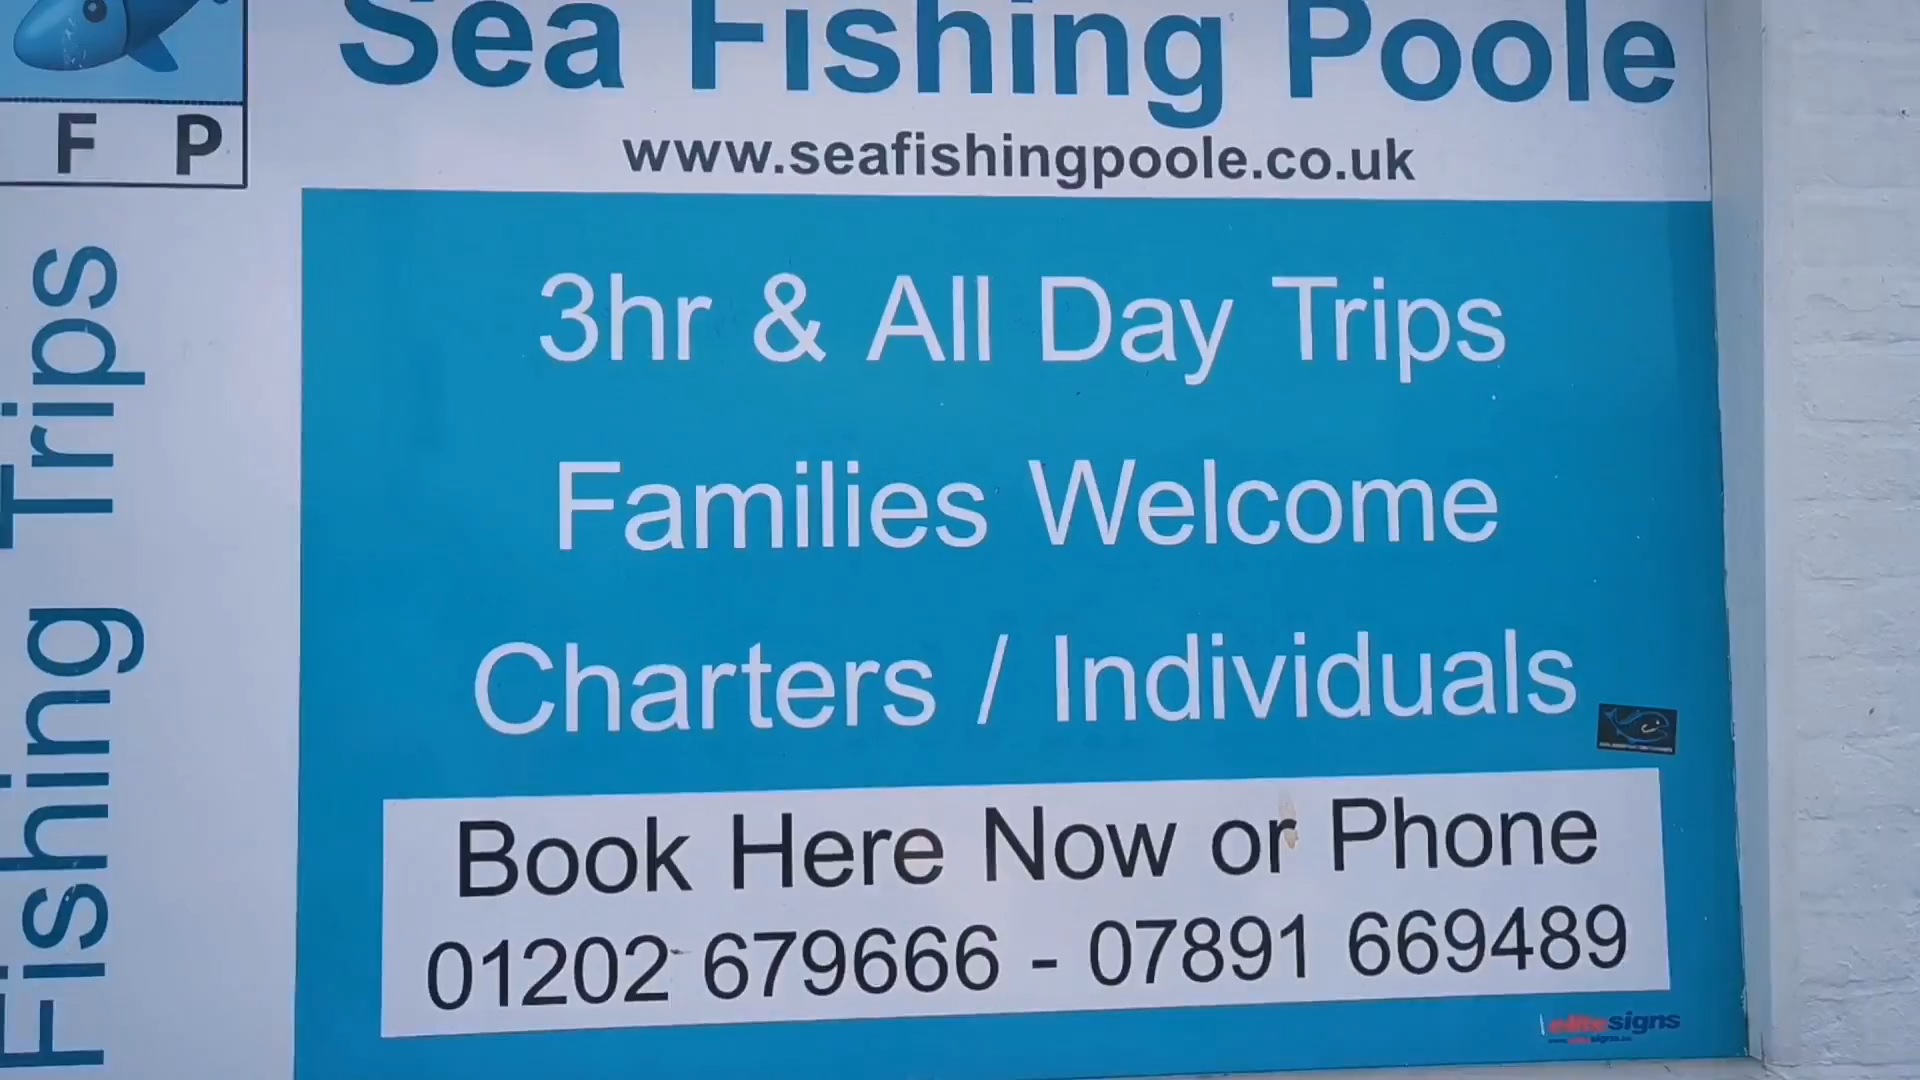 Sea Fishing Poole
www.seafishingpoole.co.uk
F P
Fishing Trips
3hr & All Day Trips
Families Welcome
Charters / Individuals
Book Here Now or Phone
01202 679666 - 07891 669489
elite signs